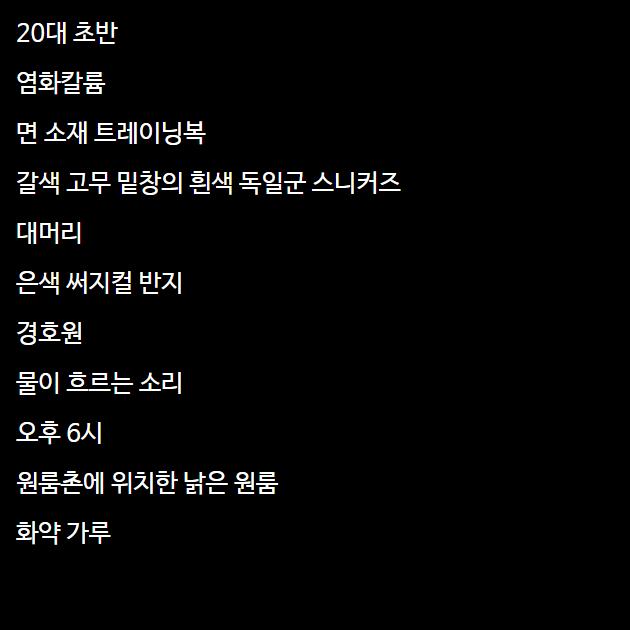 20대 초반
염화칼륨
면 소재 트레이닝복
갈색 고무 밑창의 흰색 독일군 스니커즈
대머리
은색 써지컬 반지
경호원
물이 흐르는 소리
오후 6시
원룸촌에 위치한 낡은 원룸
화약 가루